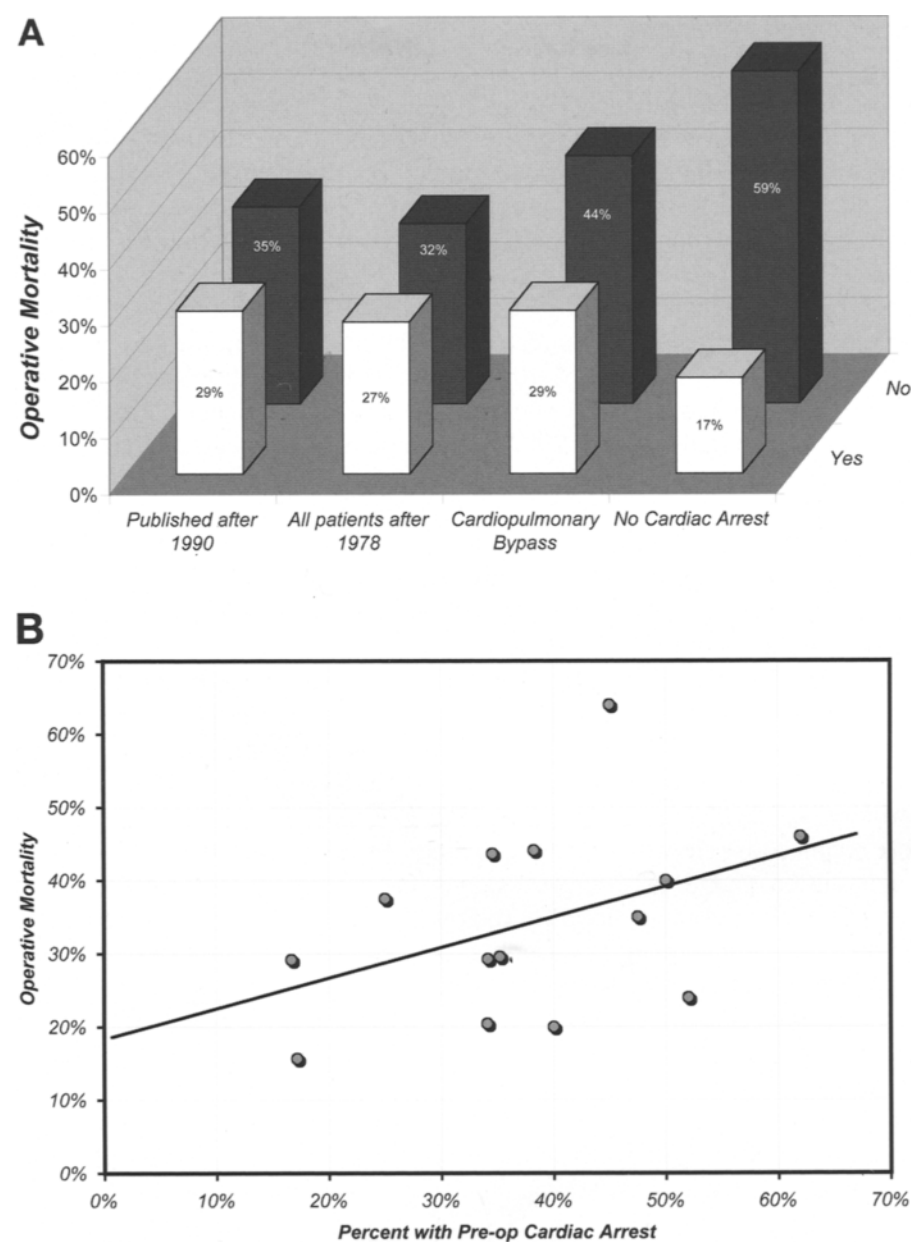 A
60%
50%
40%
30%
20%
10%
0%
Operative Mortality
35%
32%
44%
59%
29%
27%
29%
17%
No
Yes
Published after
1990
All patients after
1978
Cardiopulmonary
Bypass
No Cardiac Arrest
B
70%
60%
50%
40%
30%
20%
10%
0%
Operative Mortality
0%
10%
20%
30%
40%
50%
60%
70%
Percent with Pre-op Cardiac Arrest